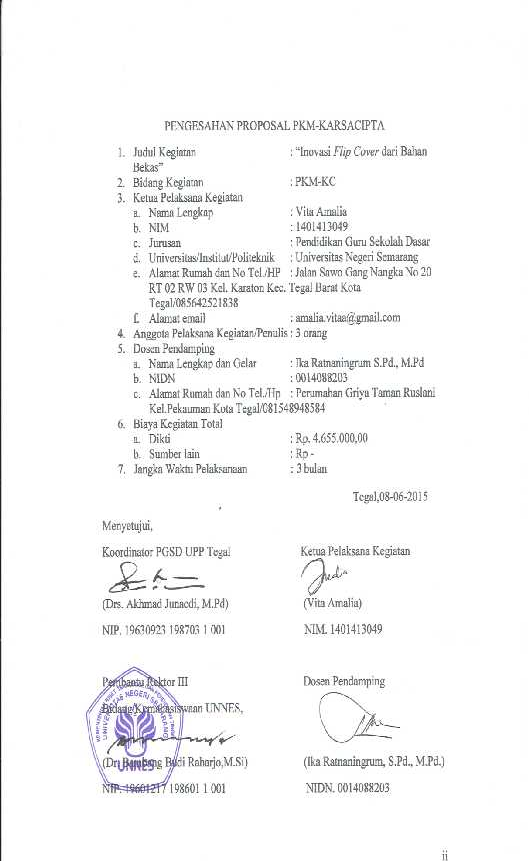 PENGESAHAN PROPOSAL PKM-KARSACIPTA
1. Judul Kegiatan : “Inovasi Flip Cover dari Bahan
Bekas”
2. Bidang Kegiatan : PKM-KC
3. Ketua Pelaksana Kegiatan
a. Nama Lengkap : Vita Amalia
b. NIM : 1401413049
c. Jurusan : Pendidikan Guru Sekolah Dasar
d. Universitas/Institut/Politeknik : Universitas Negeri Semarang
e. Alamat Rumah dan No Tel./HP : Jalan Sawo Gang Nangka No 20
RT 02 RW 03 Kel. Kraton Kec. Tegal Barat Kota
Tegal/085642521838
f. Alamat email : amalia.vitaa@gmail.com
4. Anggota Pelaksana Kegiatan/Penulis : 3 orang
5. Dosen Pendamping
a. Nama Lengkap dan Gelar : Ika Ratnaningrum S.Pd., M.Pd
b. NIDN : 0014088203
c. Alamat Rumah dan No Tel./Hp : Perumahan Griya Taman Ruslani
Kel.Pekauman Kota Tegal/081548948584
6. Biaya Kegiatan Total
a. Dikti : Rp. 4.655.000,00
b. Sumber lain : Rp -
7. Jangka Waktu Pelaksanaan : 3 bulan
Tegal,08-06-2015
Menyetujui,
Koordinator PGSD UPP Tegal Ketua Pelaksana Kegiatan
(Drs. Akhmad Junaedi, M.Pd) (Vita Amalia)
NIP. 19630923 198703 1 001 NIM. 1401413049
Pembantu Rektor III Dosen Pendamping
Bidang Kemahasiswaan UNNES,
UNIVERSITAS NEGERI SEMARANG
UNNES
(Dr. Bambang Budi Raharjo,M.Si) (Ika Ratnaningrum, S.Pd., M.Pd.)
NIP. 19601217 198601 1 001 NIDN. 0014088203
ii